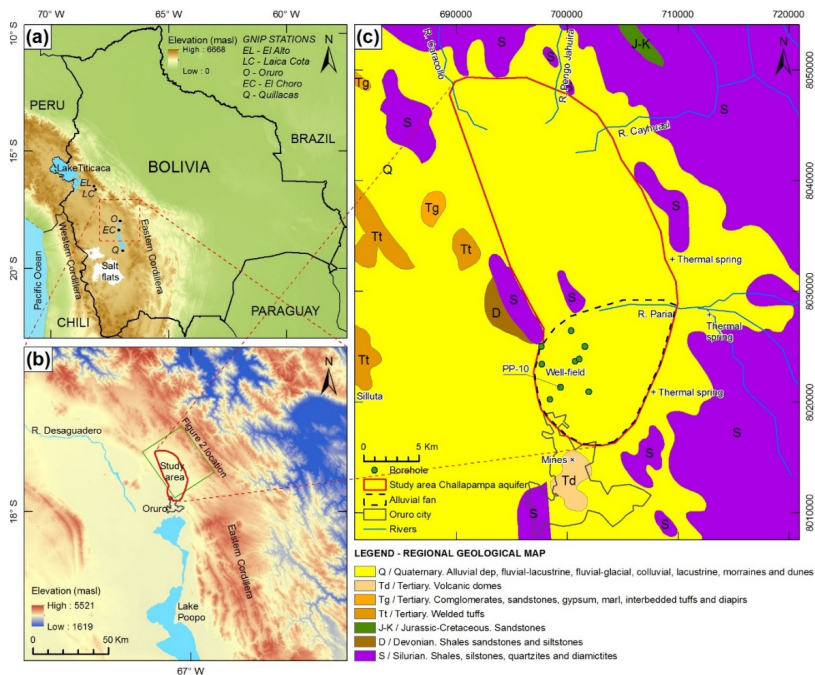 70° W
65° W
60° W
10° S
15° S
20° S
(a)
Elevation (masl)
High : 6668
Low : 0
GNIP STATIONS
EL - El Alto
LC - Laica Cota
O - Oruro
EC - El Choro
Q - Quillacas
N
PERU
BRAZIL
BOLIVIA
Lake Titicaca
EL
LC
O
EC
Q
Western Cordillera
Eastern Cordillera
Salt
flats
Pacific Ocean
CHILI
PARAGUAY
(b)
N
R. Desaguadero
Figure 2 location
Study
area
Oruro
18° S
Eastern Cordillera
Elevation (masl)
High : 5521
Low : 1619
0 50 Km
Lake
Poopo
67° W
690000
700000
710000
720000
8050000
8040000
8030000
8020000
8010000
(c)
R. Caracollo
S
S
R. Pongo Jahuira
J-K
N
Tg
S
S
S
R. Cayhuasi
Q
Tg
S
Tt
Tt
Thermal spring
S
S
D
R. Paria
Thermal
spring
Tt
PP-10
Well-field
Thermal spring
Silluta
S
0 5 Km
Mines
S
Td
S
S
Borehole
Study area Challapampa aquifer
Alluvial fan
Oruro city
Rivers
LEGEND - REGIONAL GEOLOGICAL MAP
Q / Quaternary. Alluvial dep, fluvial-lacustrine, fluvial-glacial, colluvial, lacustrine, morraines and dunes
Td / Tertiary. Volcanic domes
Tg / Tertiary. Comglomerates, sandstones, gypsum, marl, interbedded tuffs and diapirs
Tt / Tertiary. Welded tuffs
J-K / Jurassic-Cretaceous. Sandstones
D / Devonian. Shales sandstones and siltstones
S / Silurian. Shales, silstones, quartzites and diamictites